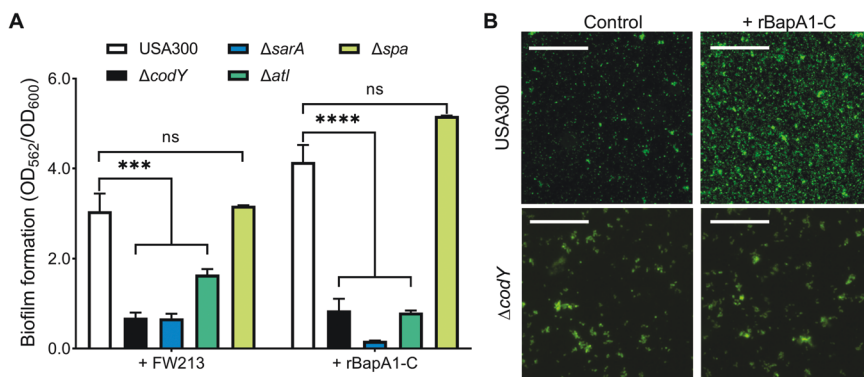 A
USA300
ΔsarA
Δspa
ΔcodY
Δatl
Biofilm formation (OD562/OD600)
6.0
4.0
2.0
0.0
ns
***
ns
****
+ FW213
+ rBapA1-C
B
Control
+ rBapA1-C
USA300
ΔcodY